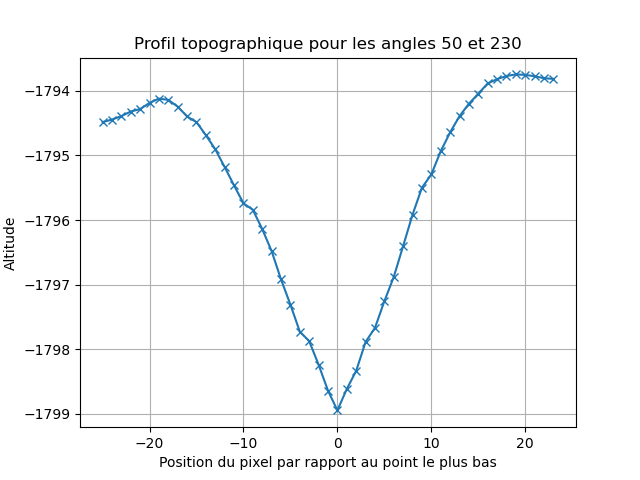 Profil topographique pour les angles 50 et 230
Altitude
−1794
−1795
−1796
−1797
−1798
−1799
−20 −10 0 10 20
Position du pixel par rapport au point le plus bas